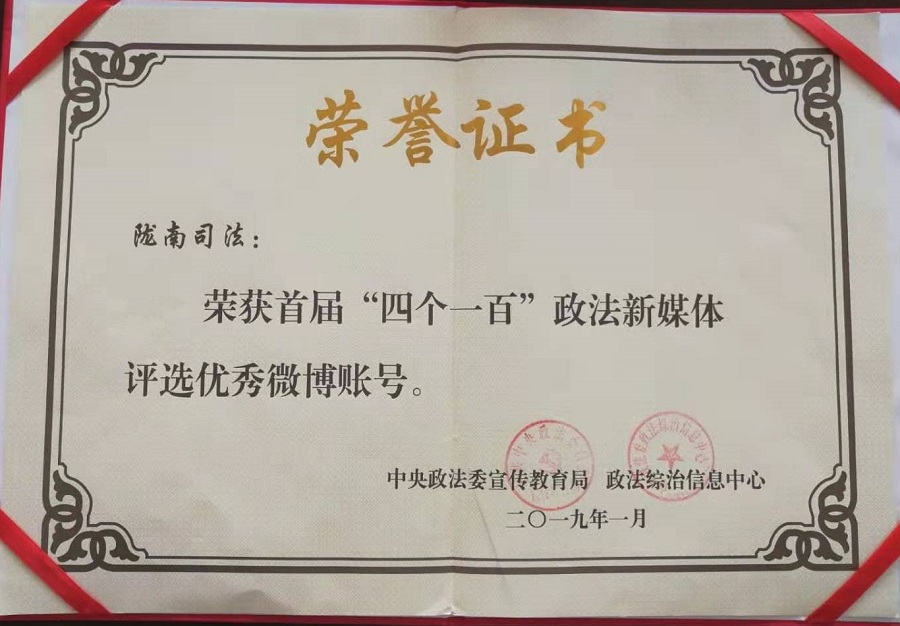 荣誉证书
陇南司法：
荣获首届“四个一百”政法新媒体
评选优秀微博账号。
中央政法委宣传教育局 政法综治信息中心
二〇一九年一月